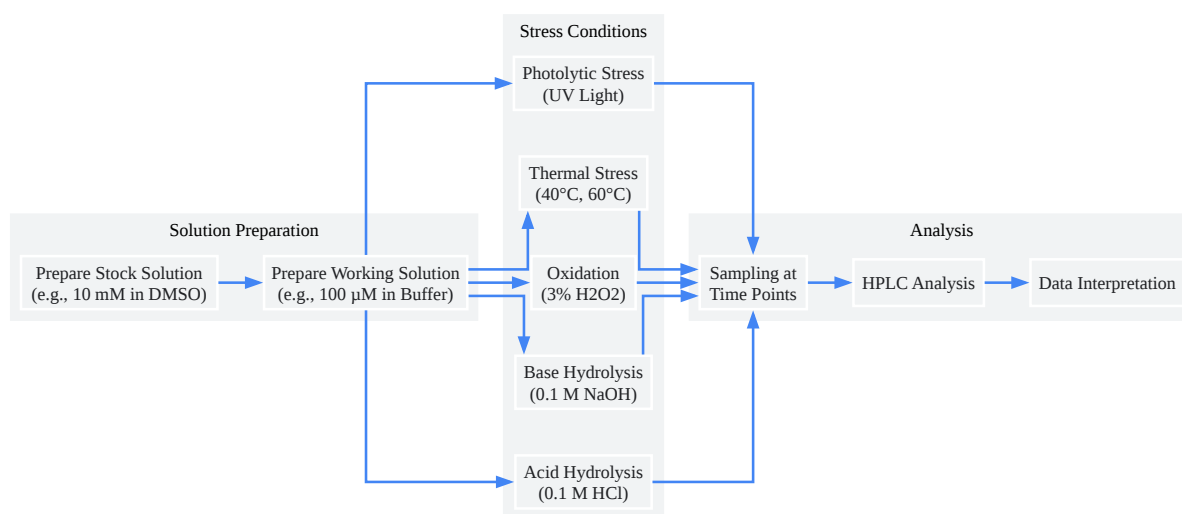 Stress Conditions
Photolytic Stress
(UV Light)
Thermal Stress
(40°C, 60°C)
Solution Preparation
Analysis
Prepare Stock Solution
(e.g., 10 mM in DMSO)
Prepare Working Solution
(e.g., 100 µM in Buffer)
Oxidation
(3% H2O2)
Sampling at
Time Points
HPLC Analysis
Data Interpretation
Base Hydrolysis
(0.1 M NaOH)
Acid Hydrolysis
(0.1 M HCl)